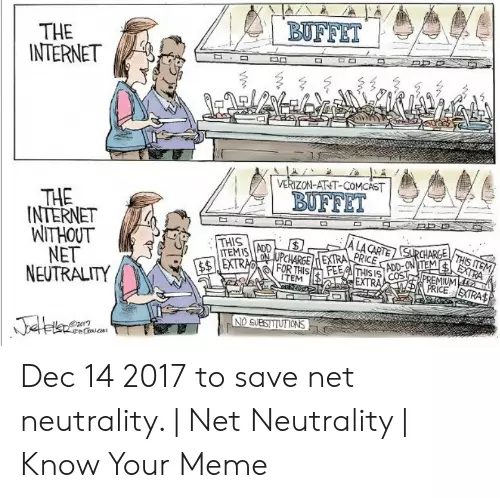 THE
INTERNET
BUFFET
THE
INTERNET
WITHOUT
NET
NEUTRALITY
VERIZON-AT&T-COMCAST
BUFFET
THIS
ITEM IS
EXTRA
$$
ADD
ON
$
UPCHARGE
FOR THIS
ITEM
EXTRA
FEE
$
À LA CARTE
PRICE
THIS IS
EXTRA
SURCHARGE
ADD-ON ITEM
COST
$
$
THIS ITEM
EXTRA
PREMIUM
PRICE
EXTRA$
NO SUBSTITUTIONS
©2017
Dec 14 2017 to save net
neutrality. | Net Neutrality |
Know Your Meme